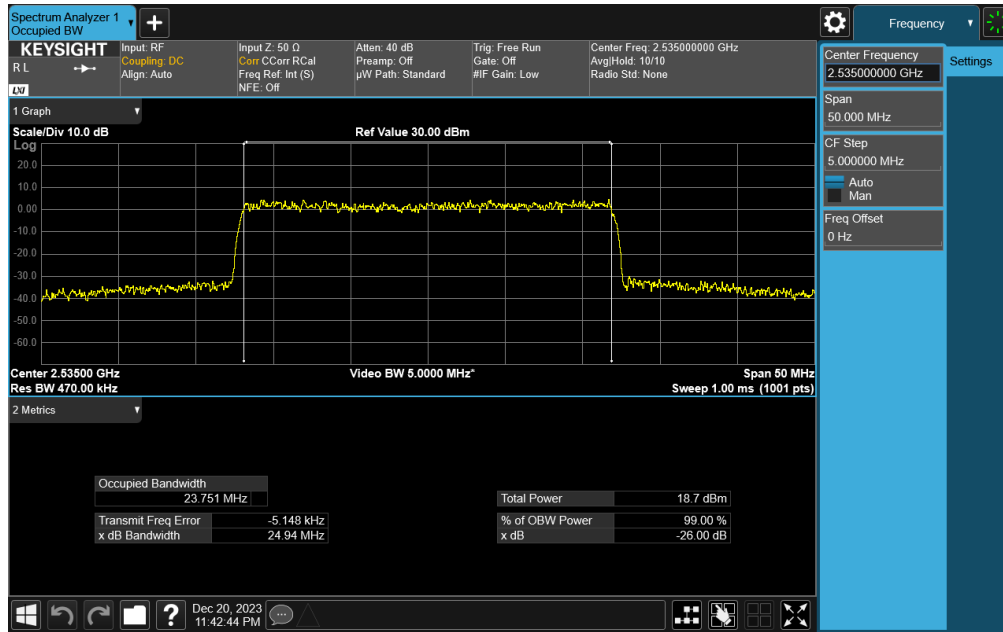 Spectrum Analyzer 1
Occupied BW
Frequency
KEYSIGHT
R L
LXI
Input: RF
Coupling: DC
Align: Auto
Input Z: 50 Ω
Corr CCorr RCal
Freq Ref: Int (S)
NFE: Off
Atten: 40 dB
Preamp: Off
µW Path: Standard
Trig: Free Run
Gate: Off
#IF Gain: Low
Center Freq: 2.535000000 GHz
Avg|Hold: 10/10
Radio Std: None
Center Frequency
2.535000000 GHz
Settings
Span
50.000 MHz
CF Step
5.000000 MHz
Auto
Man
Freq Offset
0 Hz
1 Graph
Scale/Div 10.0 dB
Ref Value 30.00 dBm
Log
20.0
10.0
0.00
-10.0
-20.0
-30.0
-40.0
-50.0
-60.0
Center 2.53500 GHz
Video BW 5.0000 MHz*
Span 50 MHz
Res BW 470.00 kHz
Sweep 1.00 ms (1001 pts)
2 Metrics
Occupied Bandwidth
23.751 MHz
Total Power 18.7 dBm
Transmit Freq Error -5.148 kHz
% of OBW Power 99.00 %
x dB Bandwidth 24.94 MHz
x dB -26.00 dB
Dec 20, 2023
11:42:44 PM